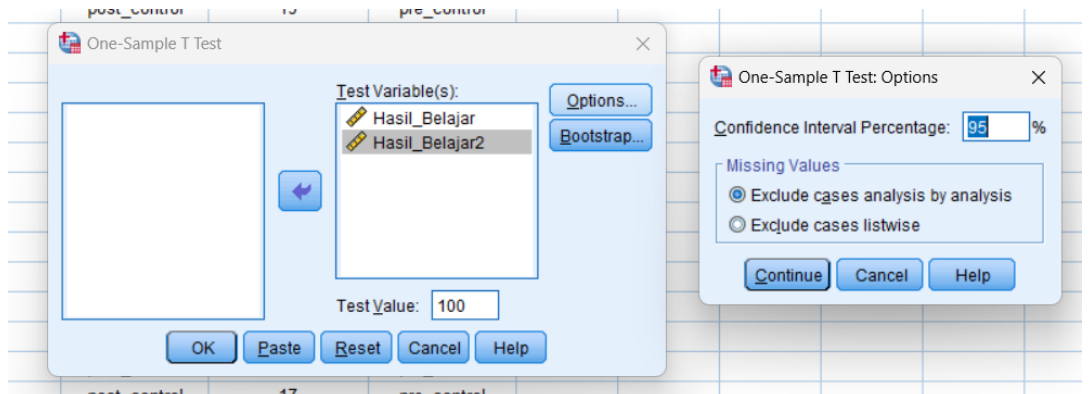 post_control 15 pre_control
One-Sample T Test
Test Variable(s):
Hasil_Belajar
Hasil_Belajar2
Options...
Bootstrap...
Test Value: 100
OK Paste Reset Cancel Help
One-Sample T Test: Options
Confidence Interval Percentage: 95 %
Missing Values
Exclude cases analysis by analysis
Exclude cases listwise
Continue Cancel Help
post_control 17 pre_control